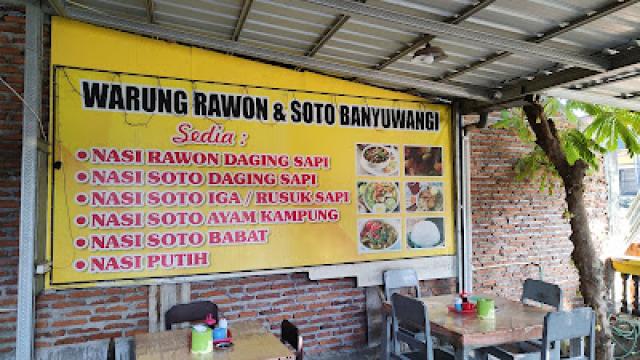 WARUNG RAWON & SOTO BANYUWANGI
Sedia :
• NASI RAWON DAGING SAPI
• NASI SOTO DAGING SAPI
• NASI SOTO IGA / RUSUK SAPI
• NASI SOTO AYAM KAMPUNG
• NASI SOTO BABAT
• NASI PUTIH